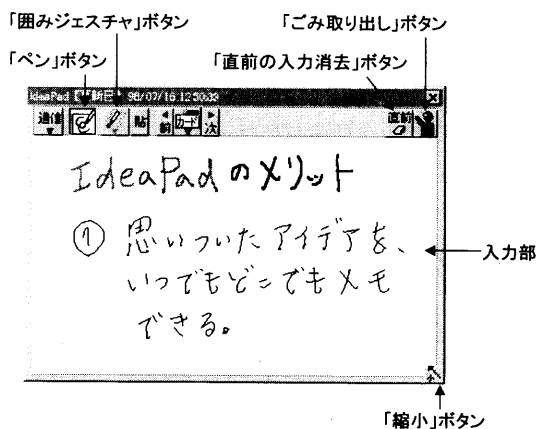 「囲みジェスチャ」ボタン
「ごみ取り出し」ボタン
「ペン」ボタン
「直前の入力消去」ボタン
IdeaPad 98/07/16 12:30:33
通信 貼 前 カード 次 直前
IdeaPadのメリット
① 思いついたアイデアを、
いつでもどこでもメモ
できる。
入力部
「縮小」ボタン